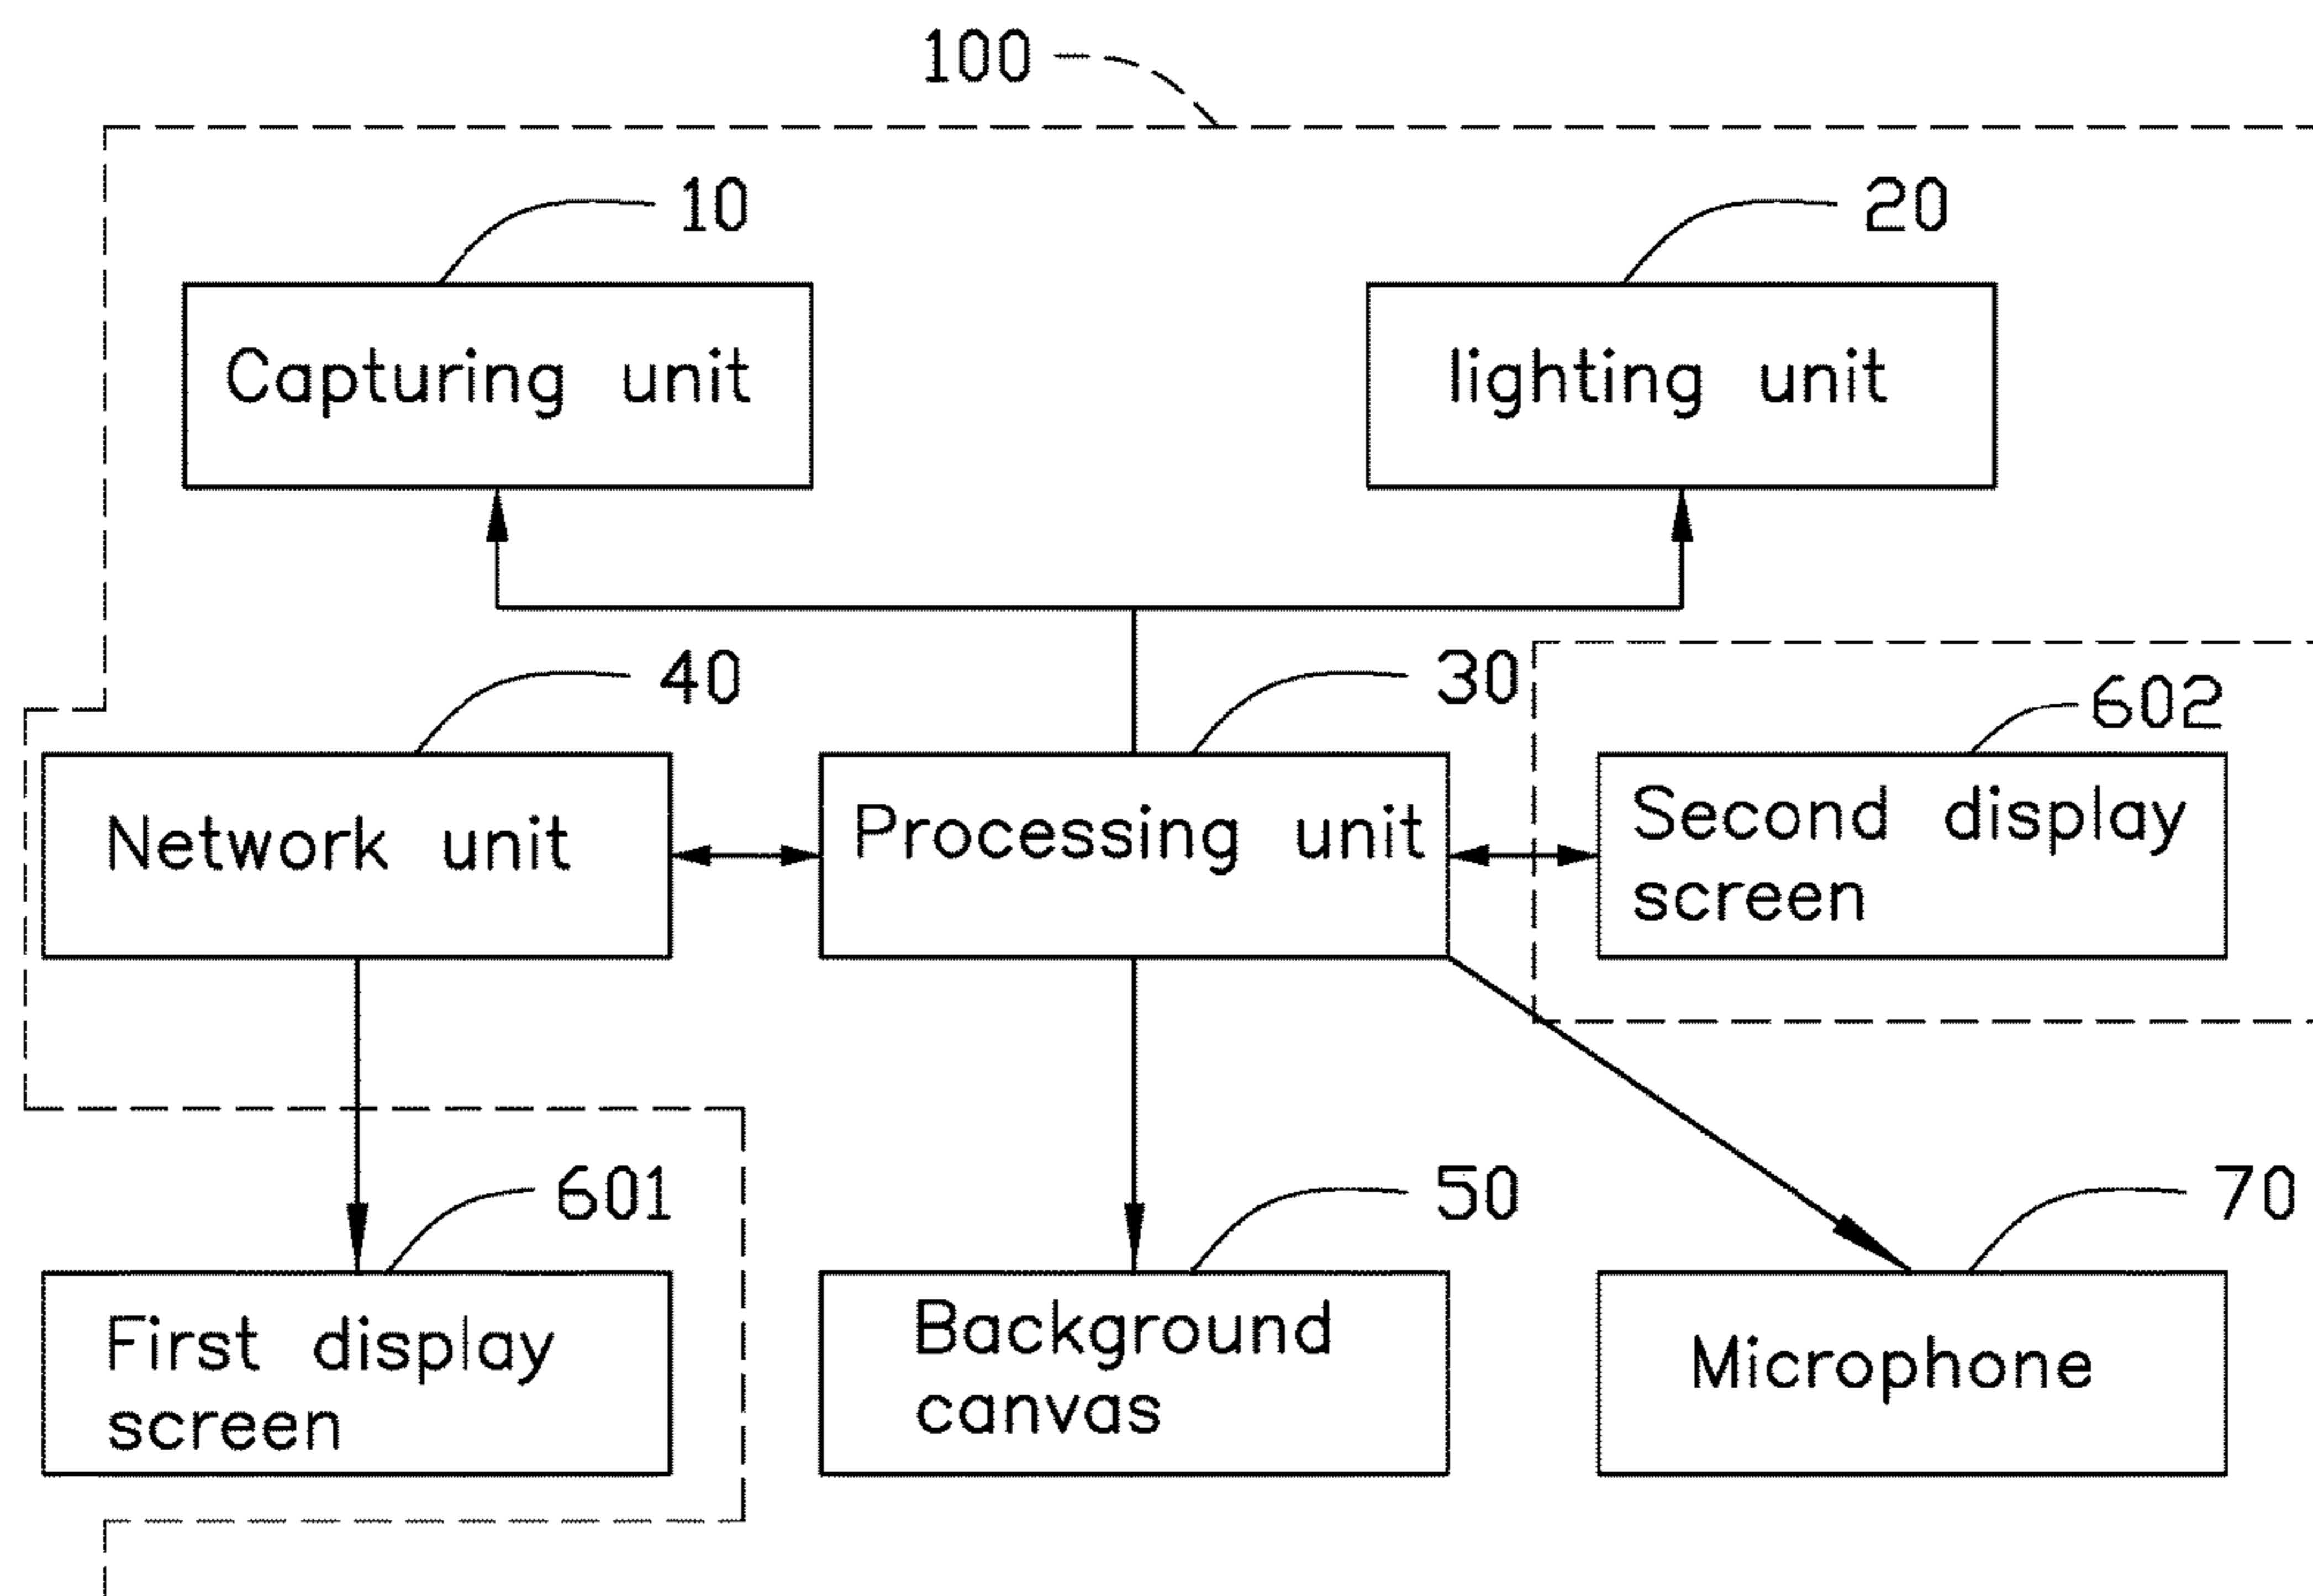 100
10
20
Capturing unit
lighting unit
40
30
602
Network unit
Processing unit
Second display
screen
601
50
70
First display
screen
Background
canvas
Microphone